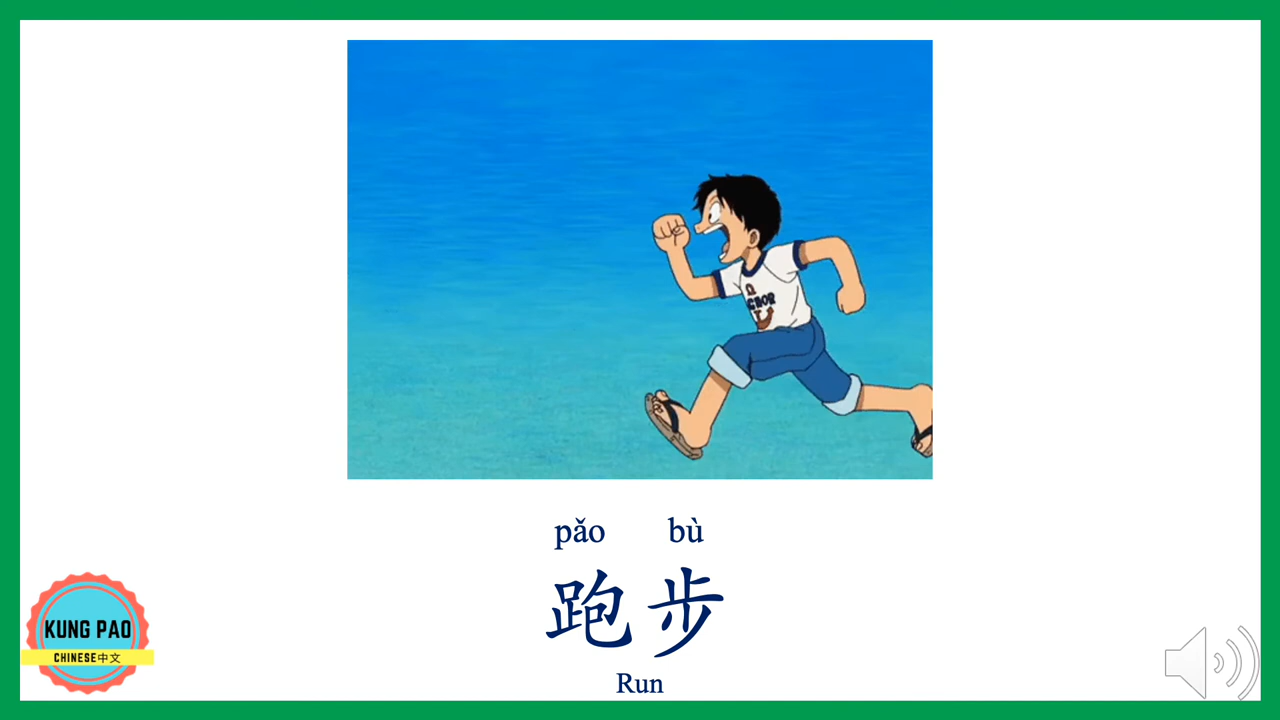 pǎo bù
跑步
Run
KUNG PAO
CHINESE中文